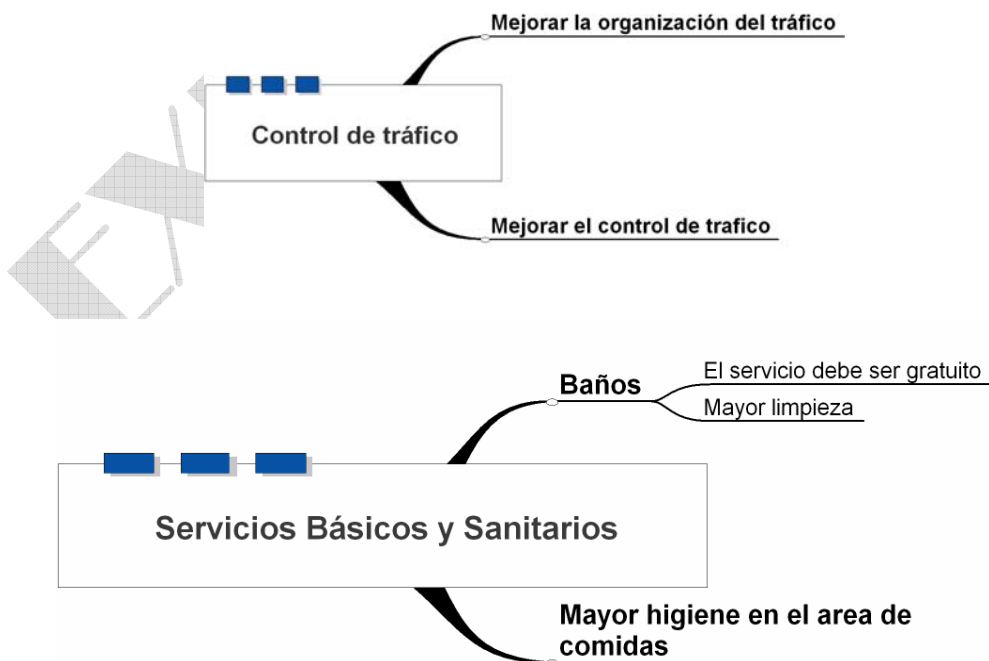 Mejorar la organización del tráfico
Control de tráfico
Mejorar el control de trafico
Baños
El servicio debe ser gratuito
Mayor limpieza
Servicios Básicos y Sanitarios
Mayor higiene en el area de
comidas